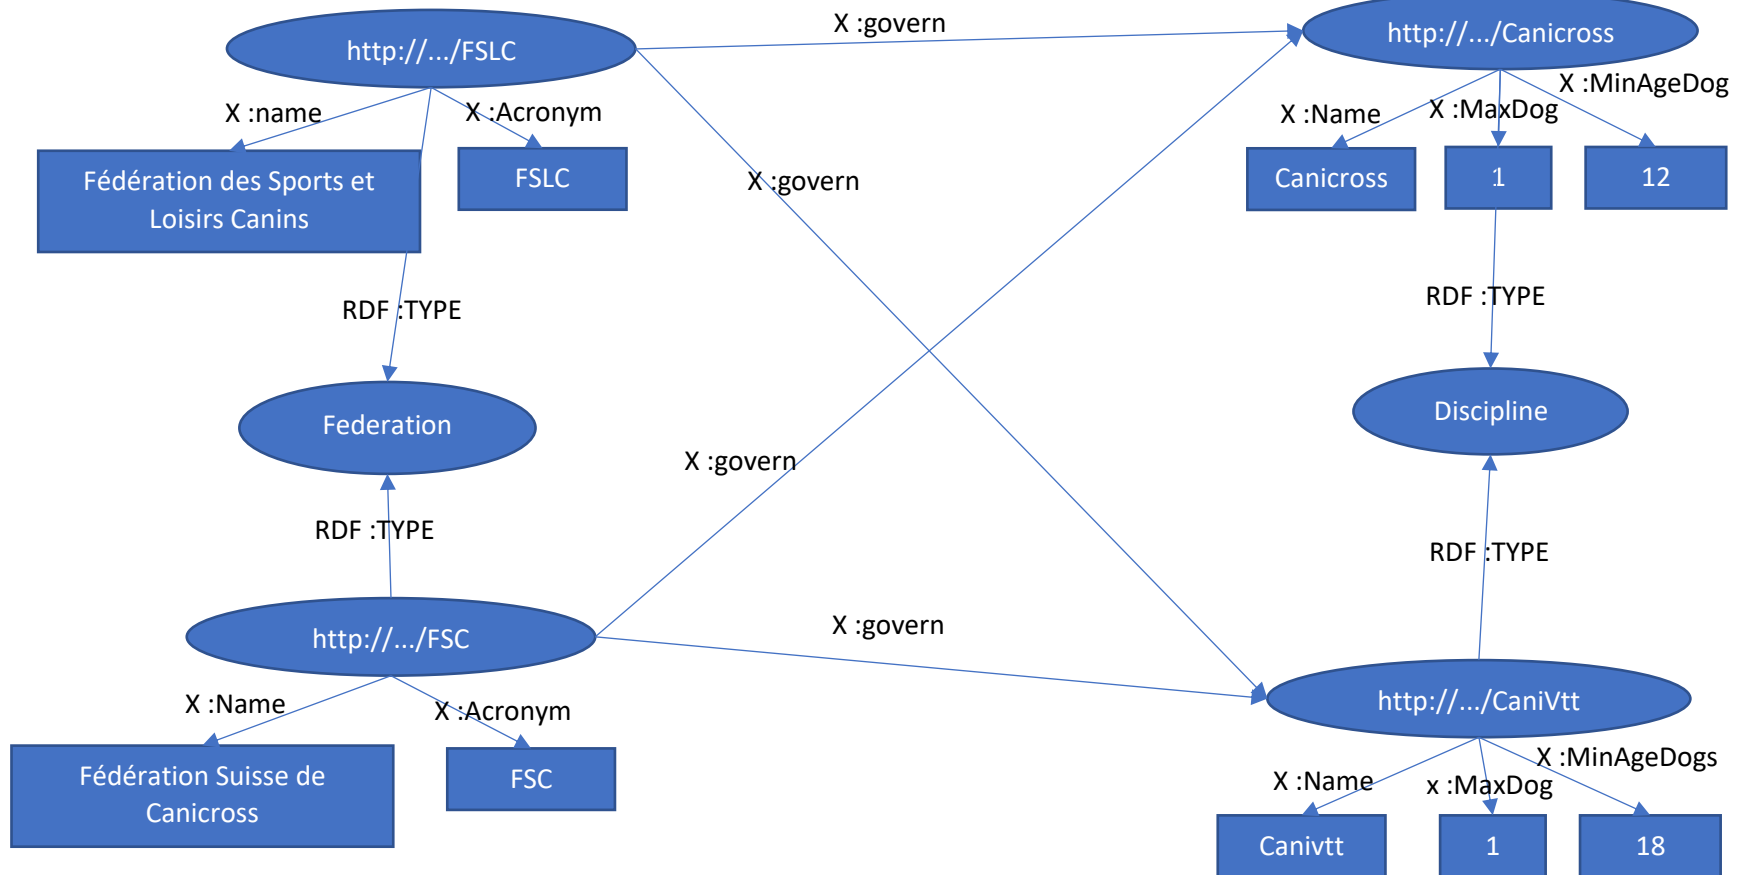 X :govern
http://.../FSLC
http://.../Canicross
X :MinAgeDog
X :name
X :Acronym
X :Name
X :MaxDog
Fédération des Sports et
Loisirs Canins
FSLC
X :govern
Canicross
1
12
RDF :TYPE
RDF :TYPE
Federation
Discipline
X :govern
RDF :TYPE
RDF :TYPE
http://.../FSC
X :govern
X :Name
X :Acronym
http://.../CaniVtt
Fédération Suisse de
Canicross
FSC
X :Name
x :MaxDog
X :MinAgeDogs
Canivtt
1
18